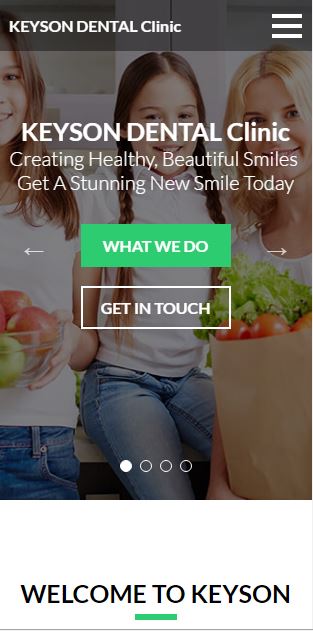 KEYSON DENTAL Clinic
KEYSON DENTAL Clinic
Creating Healthy, Beautiful Smiles
Get A Stunning New Smile Today
← →
WHAT WE DO
GET IN TOUCH
WELCOME TO KEYSON